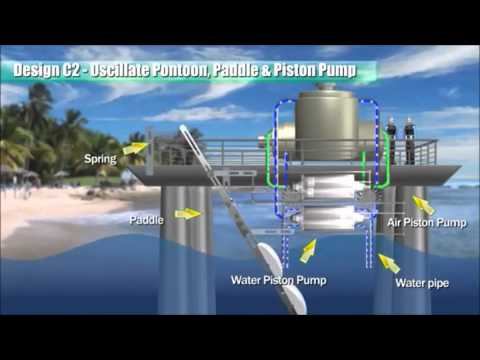 Design C2 - Oscillate Pontoon, Paddle & Piston Pump
Spring
Paddle
Air Piston Pump
Water Piston Pump
Water pipe